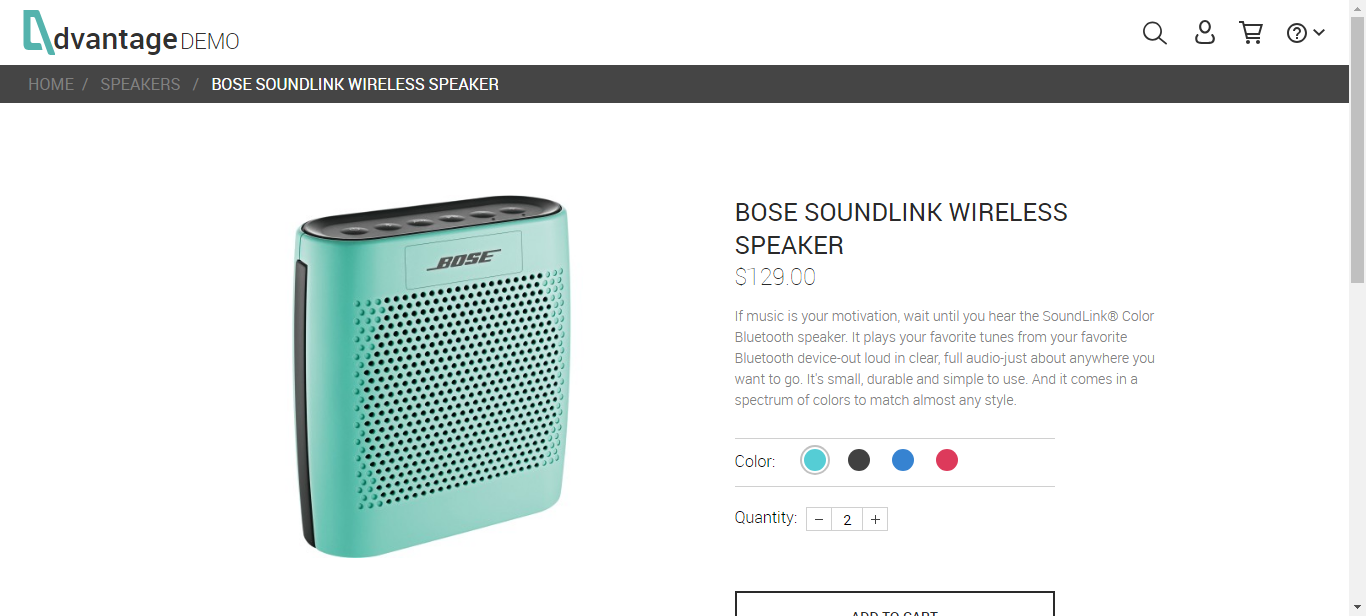 dvantage DEMO
HOME / SPEAKERS / BOSE SOUNDLINK WIRELESS SPEAKER
BOSE
BOSE SOUNDLINK WIRELESS
SPEAKER
$129.00
If music is your motivation, wait until you hear the SoundLink® Color
Bluetooth speaker. It plays your favorite tunes from your favorite
Bluetooth device-out loud in clear, full audio-just about anywhere you
want to go. It's small, durable and simple to use. And it comes in a
spectrum of colors to match almost any style.
Color:
Quantity: − 2 +
ADD TO CART